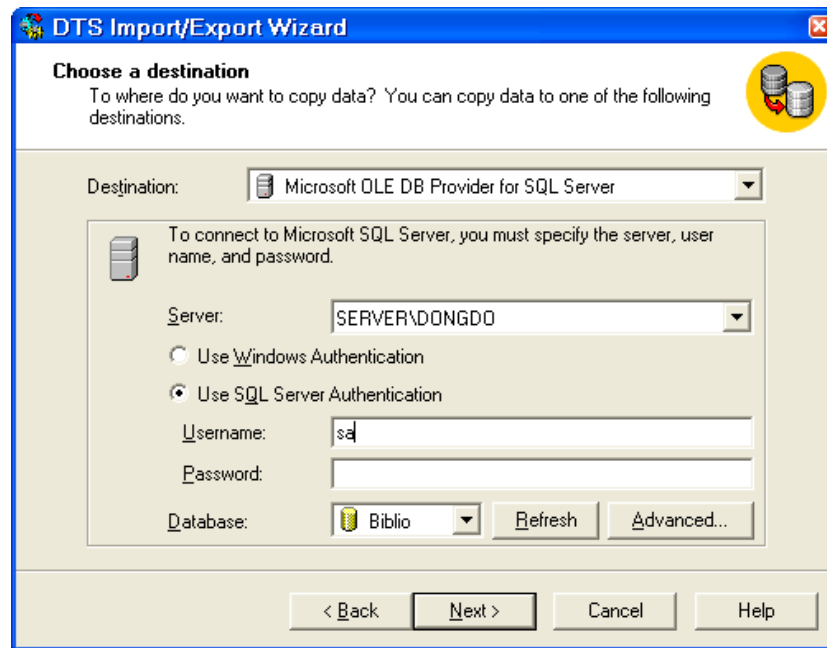 DTS Import/Export Wizard
Choose a destination
To where do you want to copy data? You can copy data to one of the following
destinations.
Destination:
Microsoft OLE DB Provider for SQL Server
To connect to Microsoft SQL Server, you must specify the server, user
name, and password.
Server:
SERVER\DONGDO
Use Windows Authentication
Use SQL Server Authentication
Username:
sa
Password:
Database:
Biblio
Refresh
Advanced...
< Back
Next >
Cancel
Help